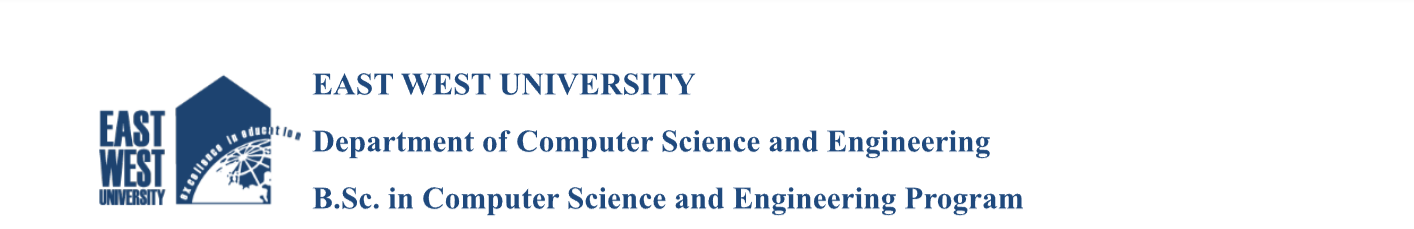 EAST WEST UNIVERSITY
Department of Computer Science and Engineering
B.Sc. in Computer Science and Engineering Program
EAST
WEST
UNIVERSITY
Excellence in education